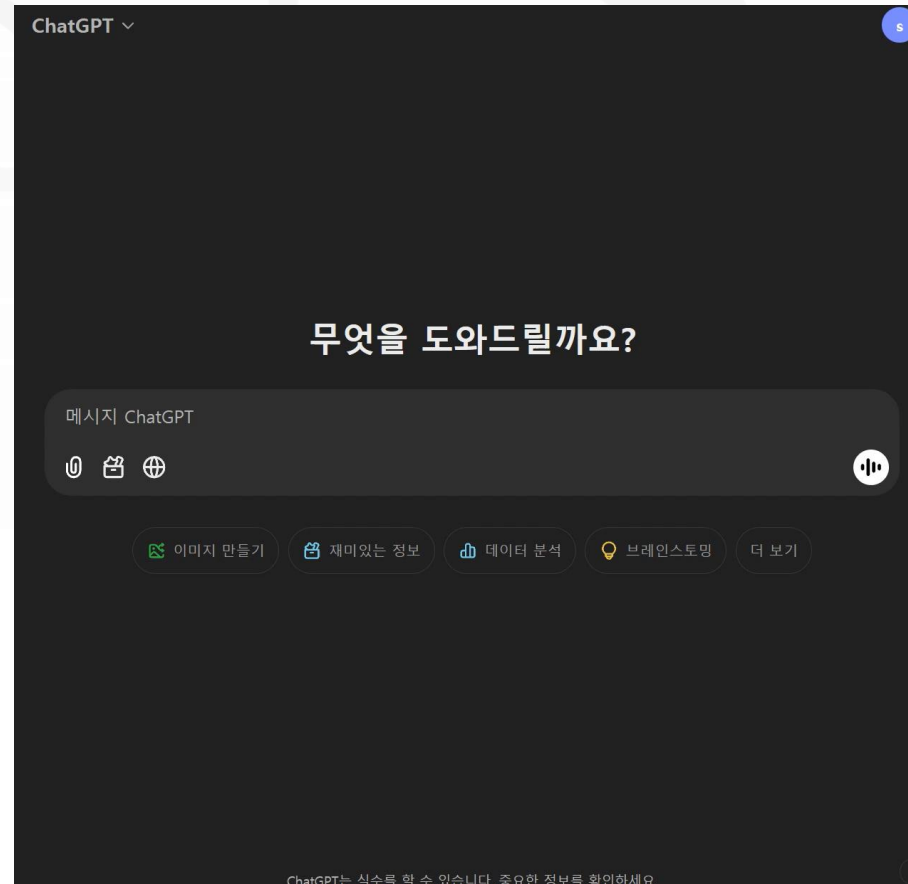 ChatGPT
s
무엇을 도와드릴까요?
메시지 ChatGPT
이미지 만들기 재미있는 정보 데이터 분석 브레인스토밍 더 보기
ChatGPT는 실수를 할 수 있습니다. 중요한 정보를 확인하세요.